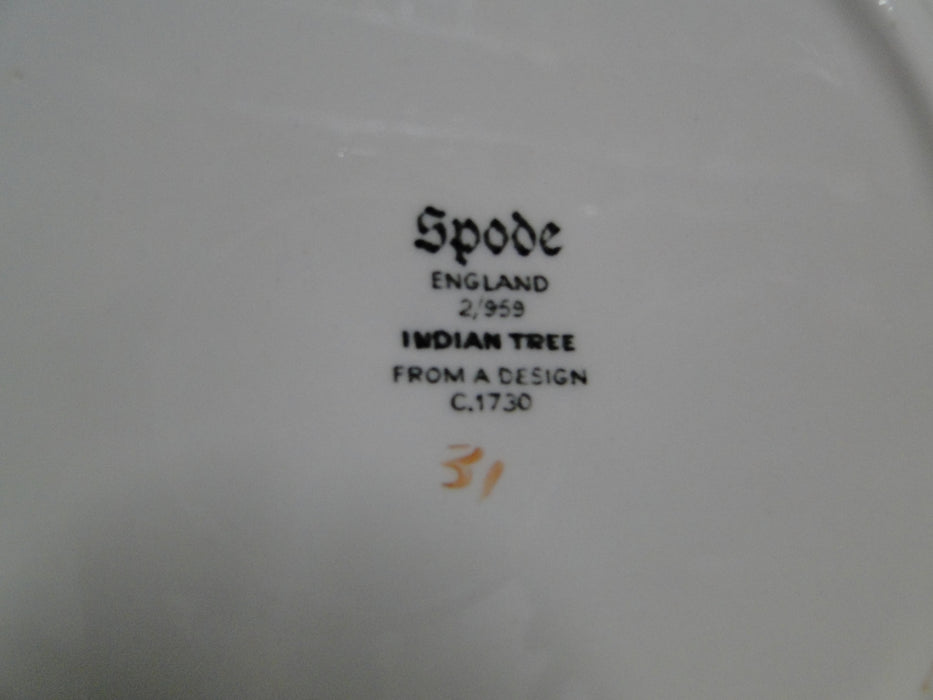 Spode
ENGLAND
2/959
INDIAN TREE
FROM A DESIGN
C.1730
31